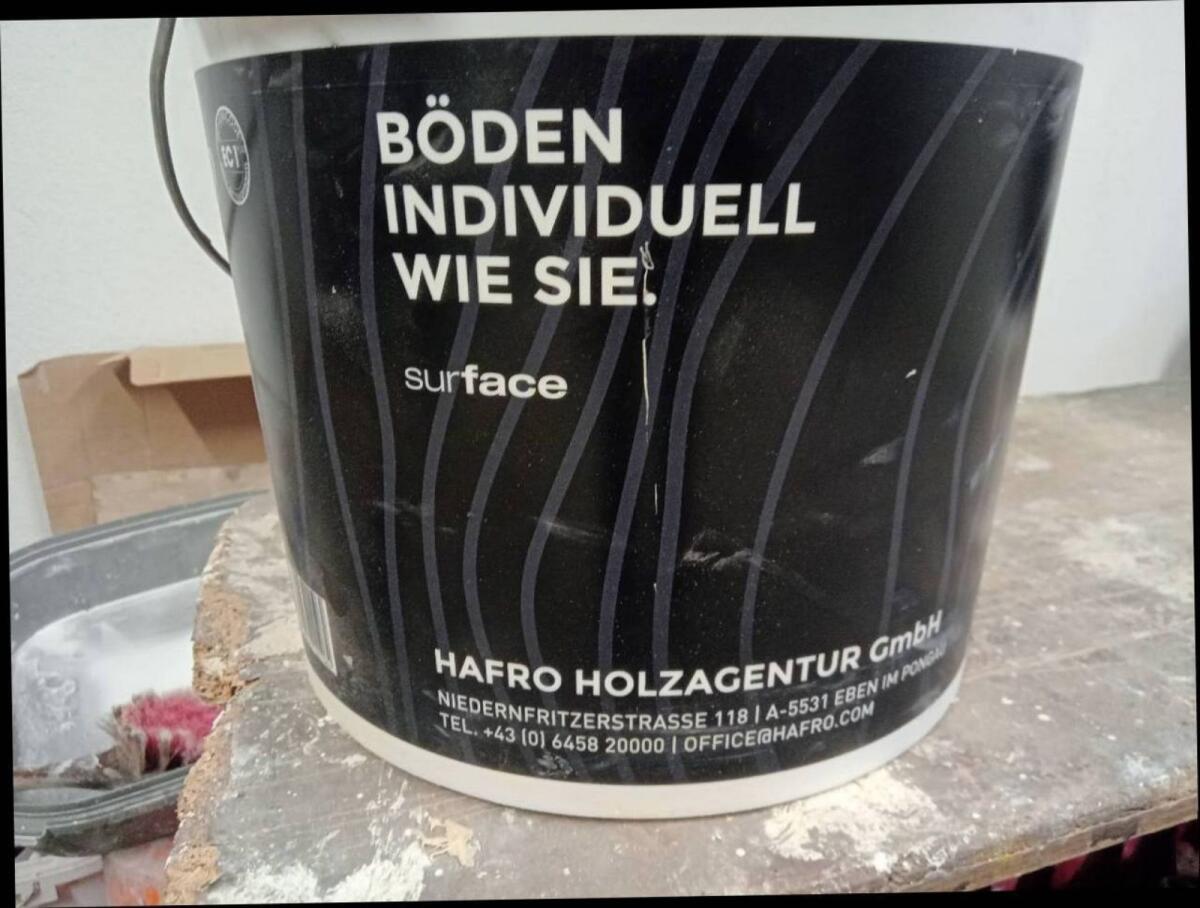 BÖDEN
INDIVIDUELL
WIE SIE.
surface
HAFRO HOLZAGENTUR GmbH
NIEDERNFRITZERSTRASSE 118 | A-5531 EBEN IM PONGAU
TEL. +43 (0) 6458 20000 | OFFICE@HAFRO.COM
EC1